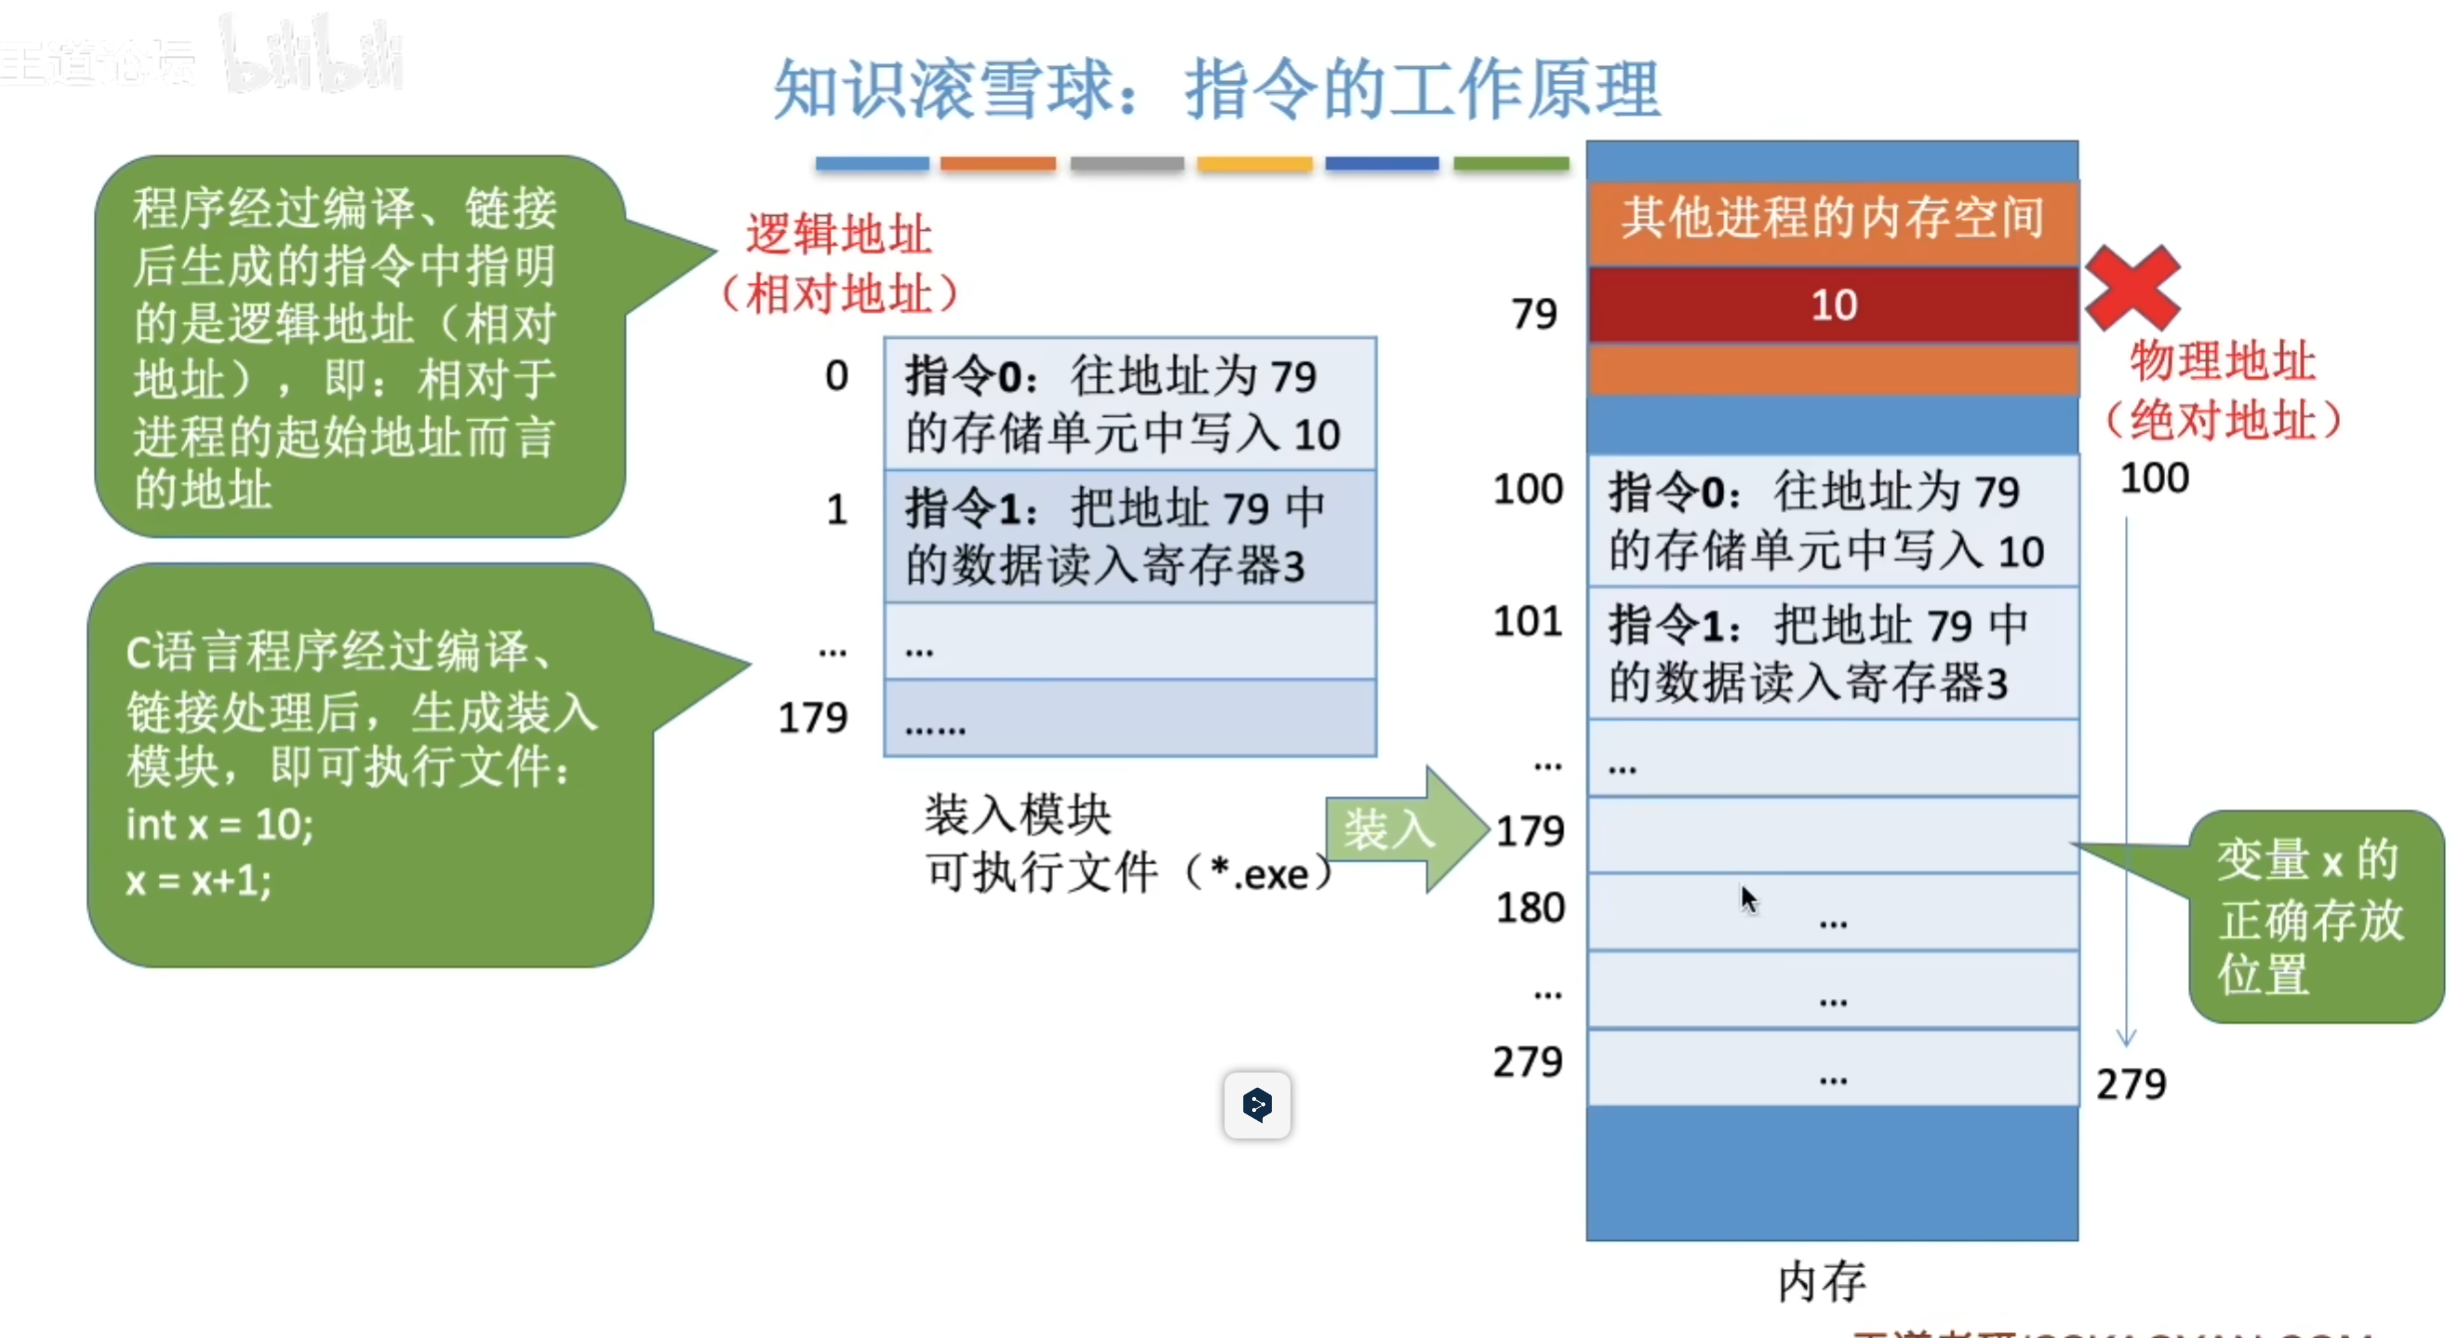 王道论坛 bilibili
知识滚雪球：指令的工作原理
程序经过编译、链接
后生成的指令中指明
的是逻辑地址（相对
地址），即：相对于
进程的起始地址而言
的地址
C语言程序经过编译、
链接处理后，生成装入
模块，即可执行文件：
int x = 10;
x = x+1;
逻辑地址
（相对地址）
0
指令0：往地址为 79
的存储单元中写入 10
1
指令1：把地址 79 中
的数据读入寄存器3
...
...
179
......
装入模块
可执行文件（*.exe）
装入
其他进程的内存空间
79
10
物理地址
（绝对地址）
100
279
100
指令0：往地址为 79
的存储单元中写入 10
101
指令1：把地址 79 中
的数据读入寄存器3
...
...
179
180
...
...
...
279
...
变量 x 的
正确存放
位置
内存